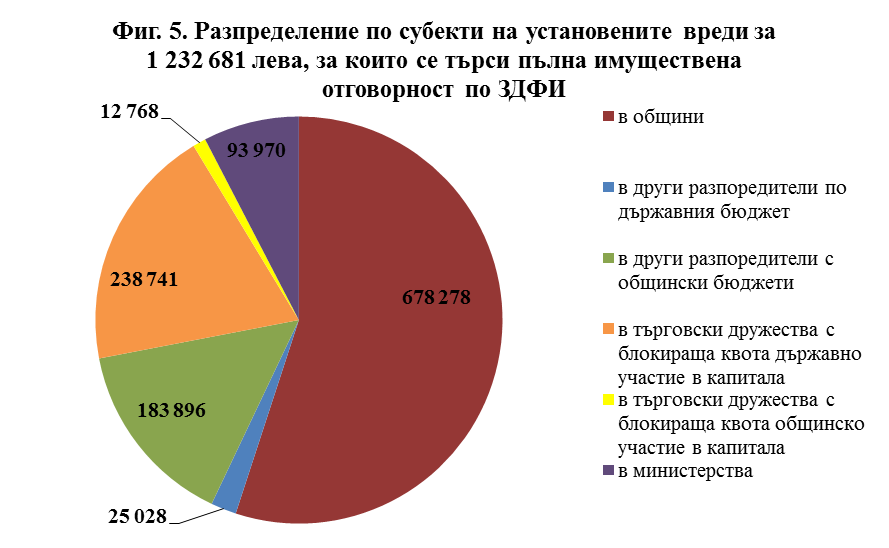 Фиг. 5. Разпределение по субекти на установените вреди за
1 232 681 лева, за които се търси пълна имуществена
отговорност по ЗДФИ
12 768
93 970
238 741
678 278
183 896
25 028
в общини
в други разпоредители по
държавния бюджет
в други разпоредители с
общински бюджети
в търговски дружества с
блокираща квота държавно
участие в капитала
в търговски дружества с
блокираща квота общинско
участие в капитала
в министерства